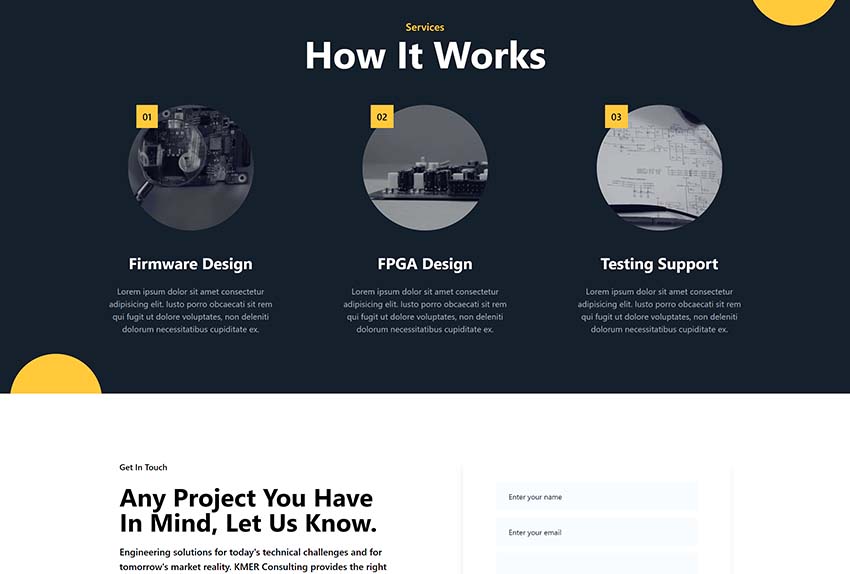 Services
How It Works
01
02
03
Firmware Design
Lorem ipsum dolor sit amet consectetur
adipisicing elit. Iusto porro obcaecati sit rem
qui fugit ut dolore voluptates, non deleniti
dolorum necessitatibus cupiditate ex.
FPGA Design
Lorem ipsum dolor sit amet consectetur
adipisicing elit. Iusto porro obcaecati sit rem
qui fugit ut dolore voluptates, non deleniti
dolorum necessitatibus cupiditate ex.
Testing Support
Lorem ipsum dolor sit amet consectetur
adipisicing elit. Iusto porro obcaecati sit rem
qui fugit ut dolore voluptates, non deleniti
dolorum necessitatibus cupiditate ex.
Get In Touch
Any Project You Have
In Mind, Let Us Know.
Engineering solutions for today's technical challenges and for
tomorrow's market reality. KMER Consulting provides the right
Enter your name
Enter your email